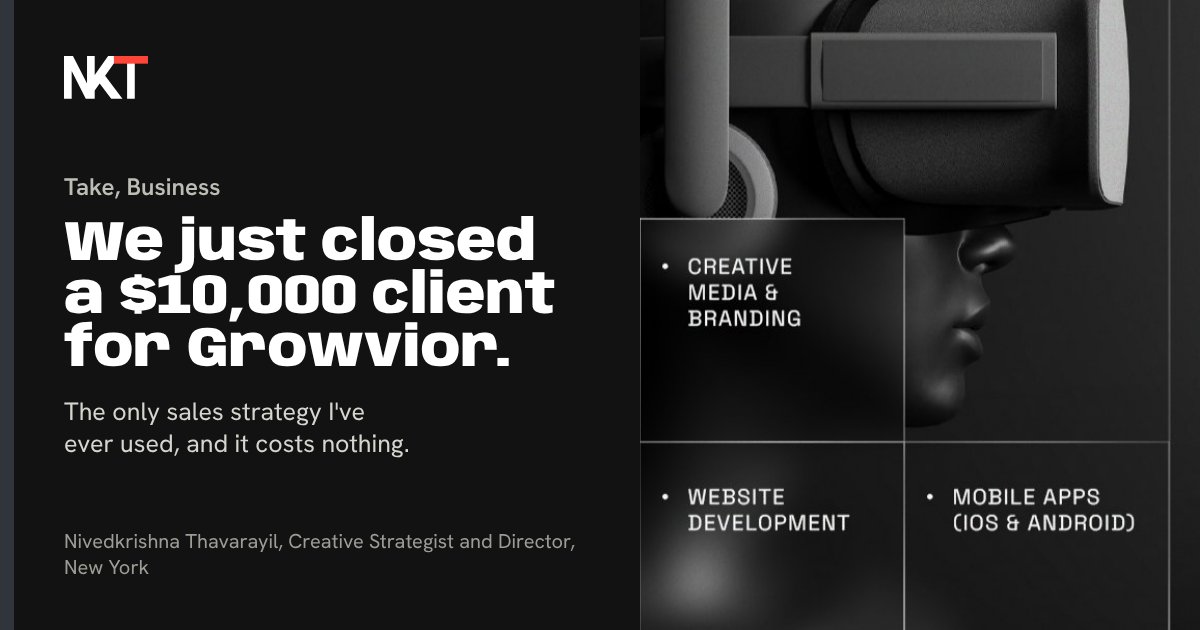 NKT
Take, Business
We just closed
a $10,000 client
for Growvior.
The only sales strategy I've
ever used, and it costs nothing.
Nivedkrishna Thavarayil, Creative Strategist and Director,
New York
• CREATIVE
MEDIA &
BRANDING
• WEBSITE
DEVELOPMENT
• MOBILE APPS
(IOS & ANDROID)